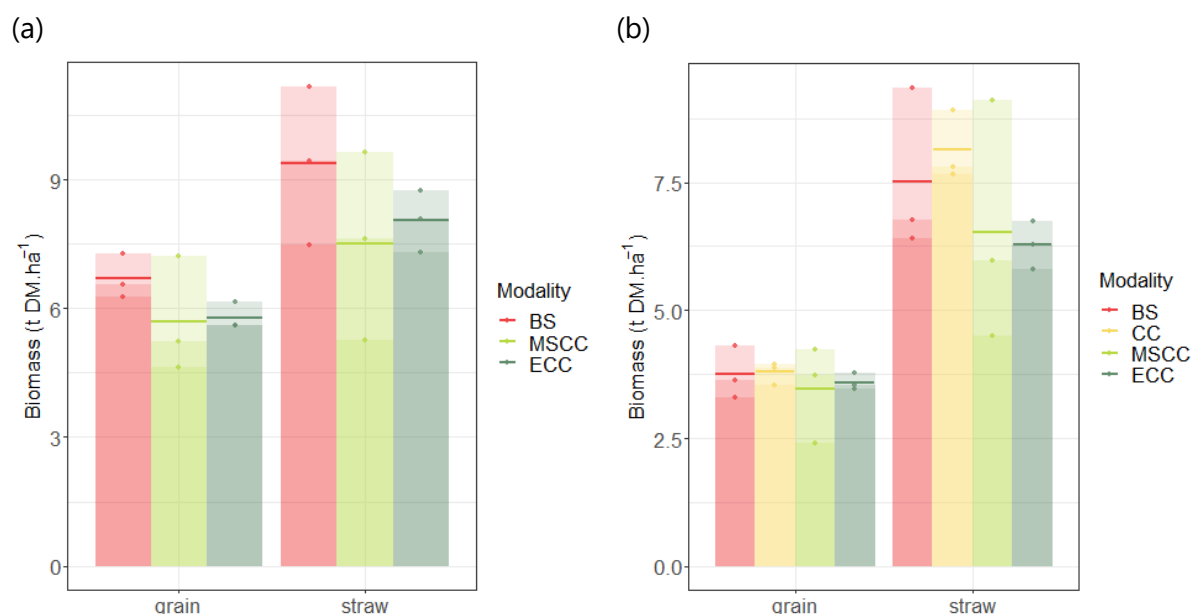 (a)
Biomass (t DM.ha⁻¹)
9
6
3
0
grain straw
Modality
BS
MSCC
ECC
(b)
Biomass (t DM.ha⁻¹)
7.5
5.0
2.5
0.0
grain straw
Modality
BS
CC
MSCC
ECC